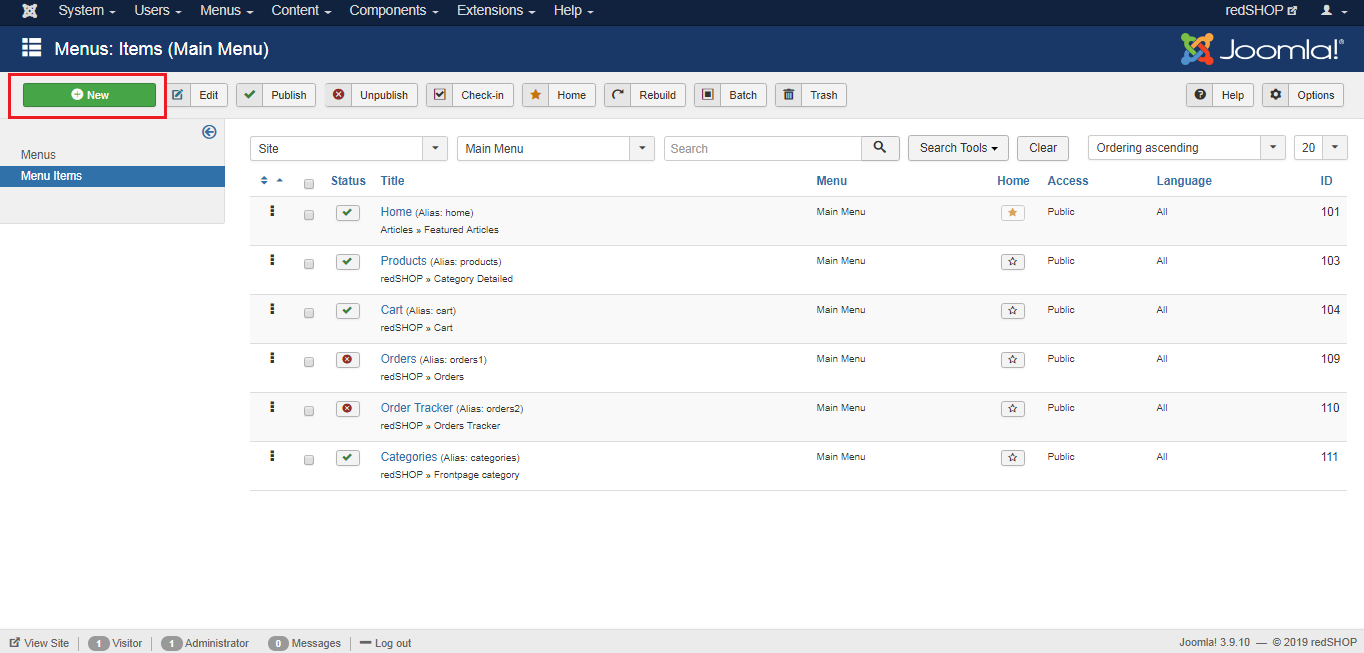 System Users Menus Content Components Extensions Help redSHOP
Menus: Items (Main Menu) Joomla!®
New Edit Publish Unpublish Check-in Home Rebuild Batch Trash Help Options
Menus
Menu Items
Site Main Menu Search Search Tools Clear Ordering ascending 20
Status Title Menu Home Access Language ID
Home (Alias: home) Main Menu Public All 101
Articles » Featured Articles
Products (Alias: products) Main Menu Public All 103
redSHOP » Category Detailed
Cart (Alias: cart) Main Menu Public All 104
redSHOP » Cart
Orders (Alias: orders1) Main Menu Public All 109
redSHOP » Orders
Order Tracker (Alias: orders2) Main Menu Public All 110
redSHOP » Orders Tracker
Categories (Alias: categories) Main Menu Public All 111
redSHOP » Frontpage category
View Site 1 Visitor 1 Administrator 0 Messages Log out Joomla! 3.9.10 — © 2019 redSHOP